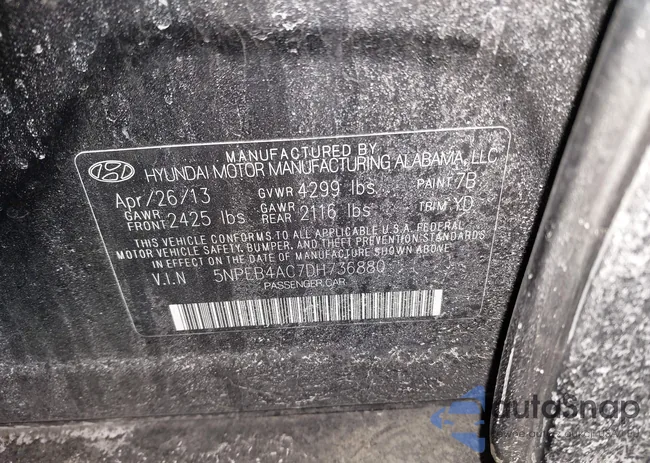 MANUFACTURED BY
HYUNDAI MOTOR MANUFACTURING ALABAMA, LLC
Apr/26/13 GVWR 4299 lbs. PAINT 7B
GAWR FRONT 2425 lbs GAWR REAR 2116 lbs TRIM YD
THIS VEHICLE CONFORMS TO ALL APPLICABLE U.S.A. FEDERAL
MOTOR VEHICLE SAFETY, BUMPER, AND THEFT PREVENTION STANDARDS
IN EFFECT ON THE DATE OF MANUFACTURE SHOWN ABOVE.
V.I.N 5NPEB4AC7DH736880
PASSENGER CAR
autoSnap